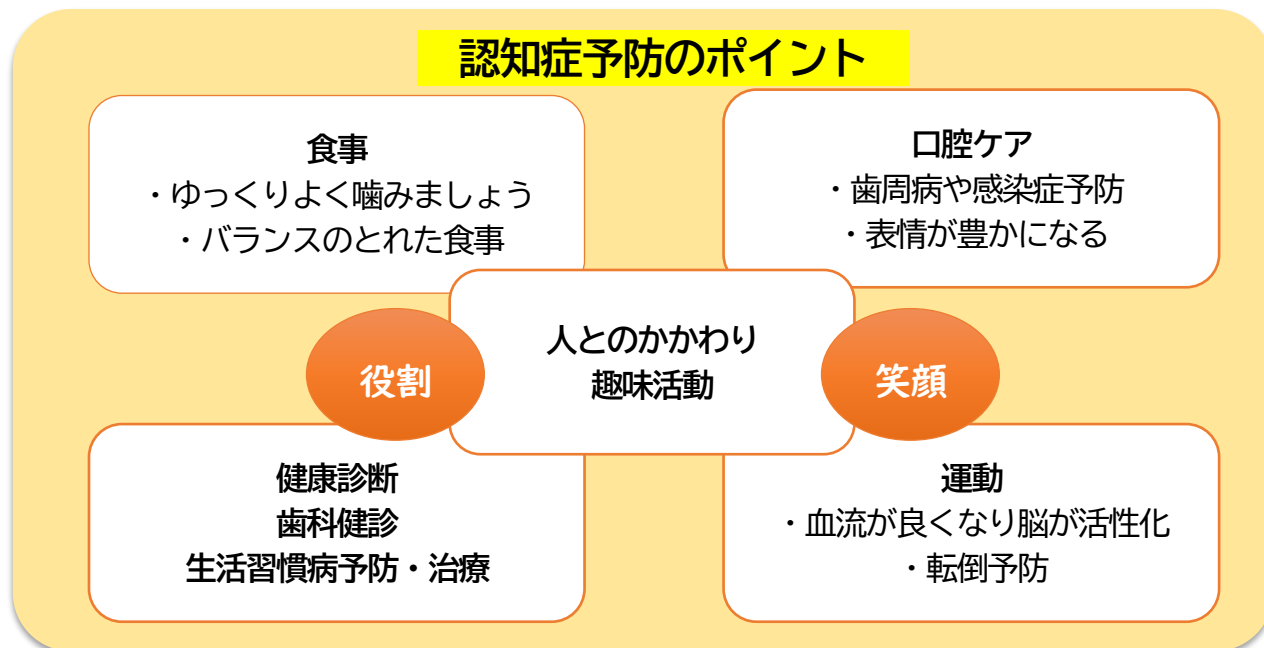 認知症予防のポイント
食事
・ゆっくりよく噛みましょう
・バランスのとれた食事
口腔ケア
・歯周病や感染症予防
・表情が豊かになる
役割
人とのかかわり
趣味活動
笑顔
健康診断
歯科健診
生活習慣病予防・治療
運動
・血流が良くなり脳が活性化
・転倒予防